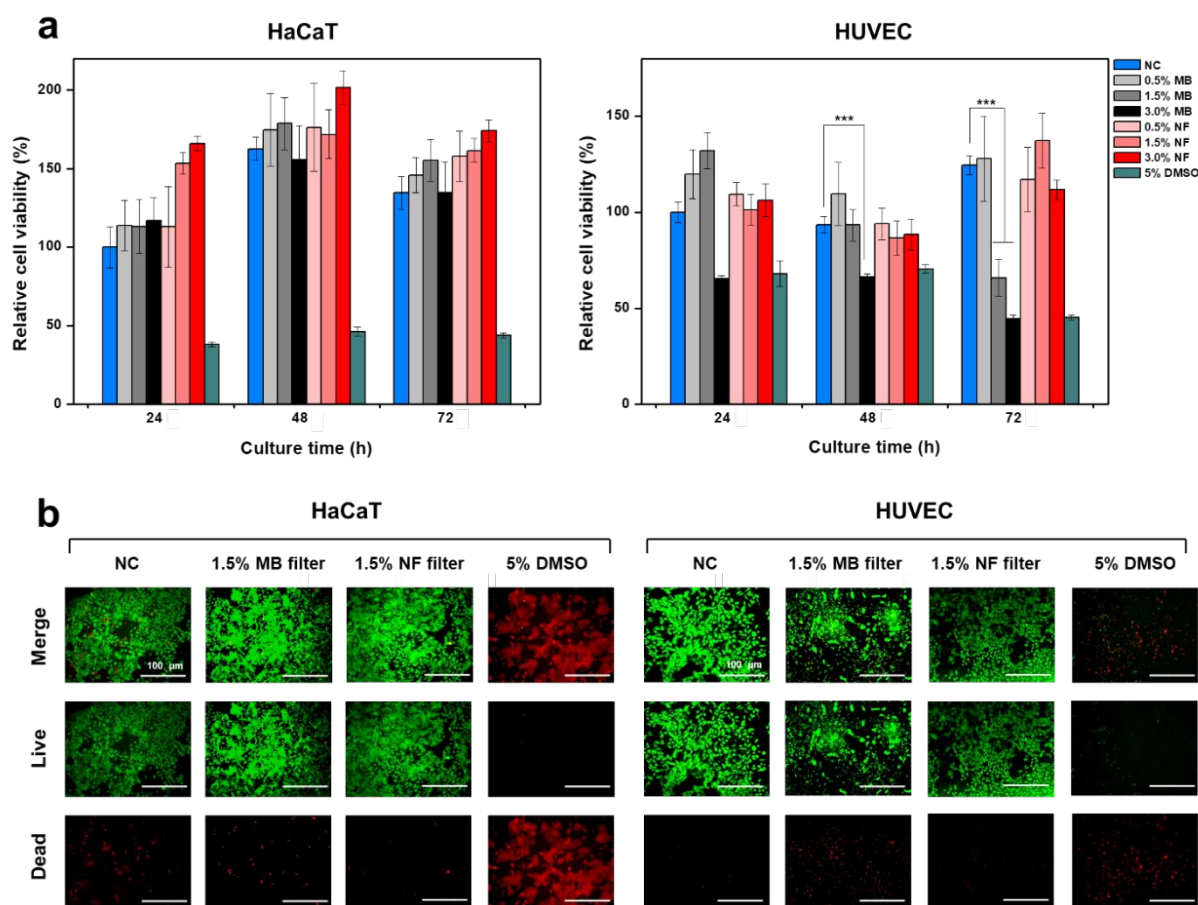 a
HaCaT
HUVEC
Relative cell viability (%)
200
150
100
50
0
24
48
72
Culture time (h)
Relative cell viability (%)
150
100
50
0
***
***
24
48
72
Culture time (h)
NC
0.5% MB
1.5% MB
3.0% MB
0.5% NF
1.5% NF
3.0% NF
5% DMSO
b
HaCaT
HUVEC
NC 1.5% MB filter 1.5% NF filter 5% DMSO
NC 1.5% MB filter 1.5% NF filter 5% DMSO
Merge
100 μm
100 μm
Live
Dead